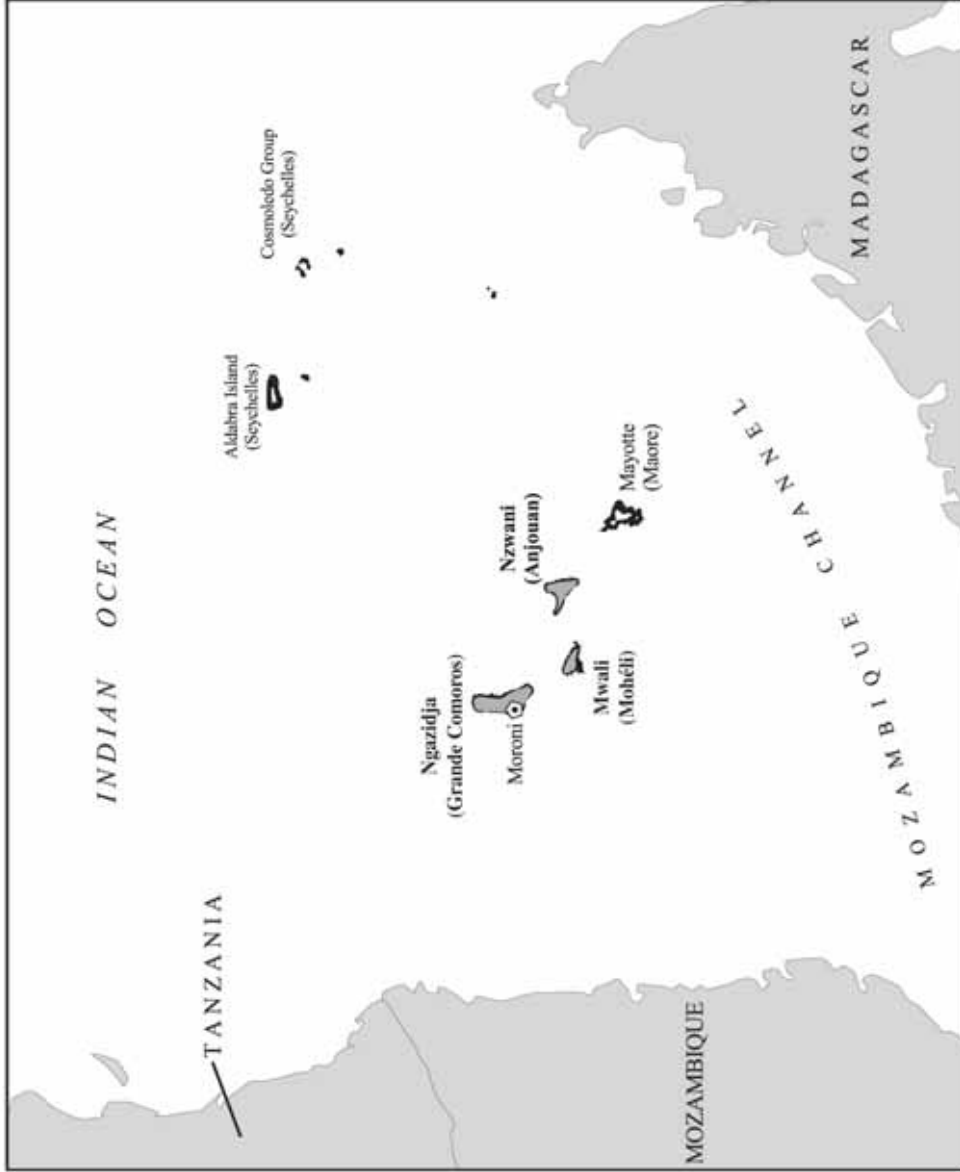 INDIAN OCEAN
TANZANIA
Aldabra Island
(Seychelles)
Cosmoledo Group
(Seychelles)
Ngazidja
(Grande Comoros)
Moroni
Nzwani
(Anjouan)
Mwali
(Mohéli)
Mayotte
(Maore)
MOZAMBIQUE
MOZAMBIQUE CHANNEL
MADAGASCAR